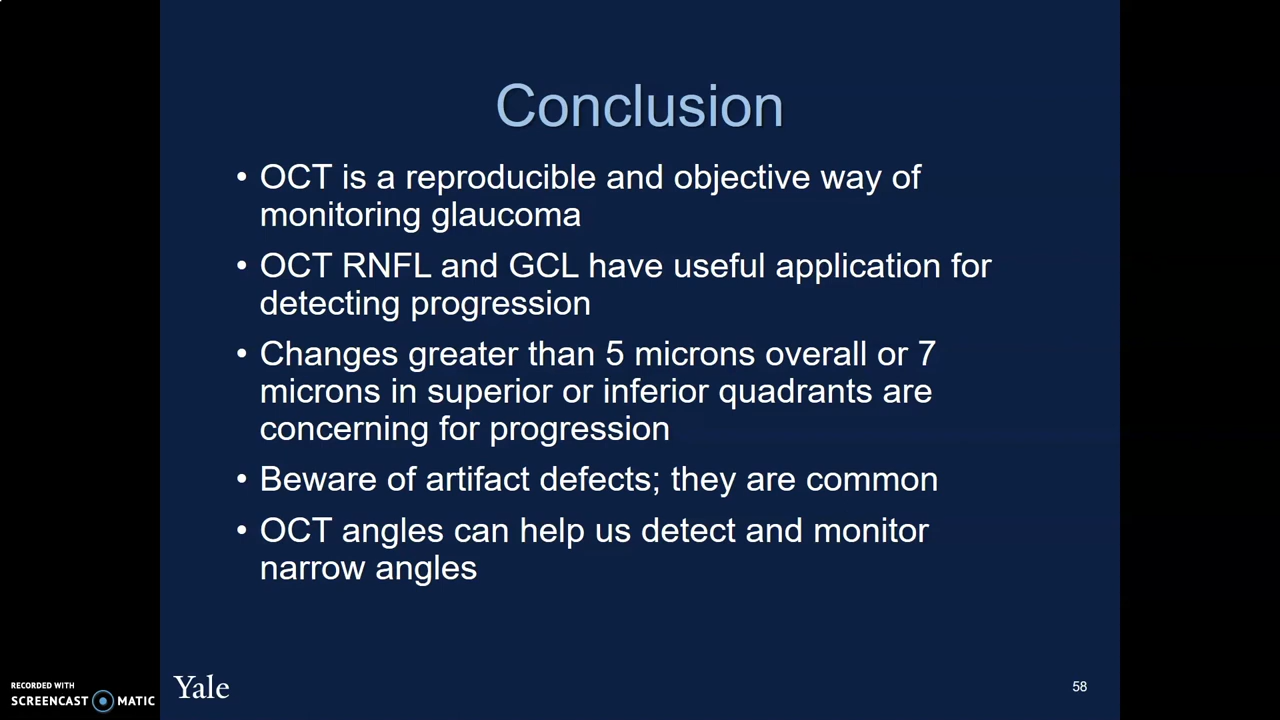 Conclusion
• OCT is a reproducible and objective way of
monitoring glaucoma
• OCT RNFL and GCL have useful application for
detecting progression
• Changes greater than 5 microns overall or 7
microns in superior or inferior quadrants are
concerning for progression
• Beware of artifact defects; they are common
• OCT angles can help us detect and monitor
narrow angles
RECORDED WITH
SCREENCAST MATIC
Yale
58